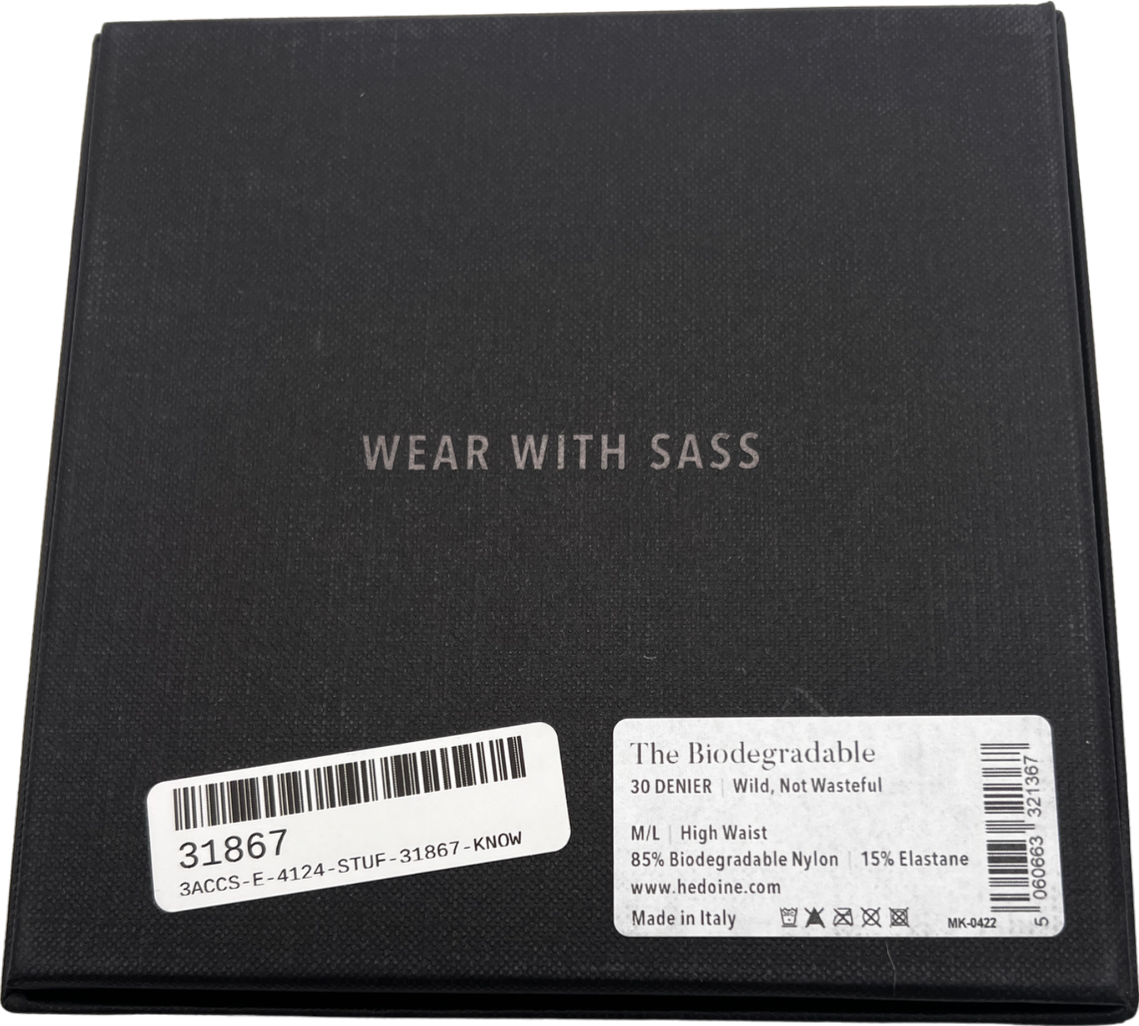 WEAR WITH SASS
31867
3ACCS-E-4124-STUF-31867-KNOW
The Biodegradable
30 DENIER | Wild, Not Wasteful
M/L | High Waist
85% Biodegradable Nylon | 15% Elastane
www.hedoine.com
Made in Italy
MK-0422
5 060663 321367